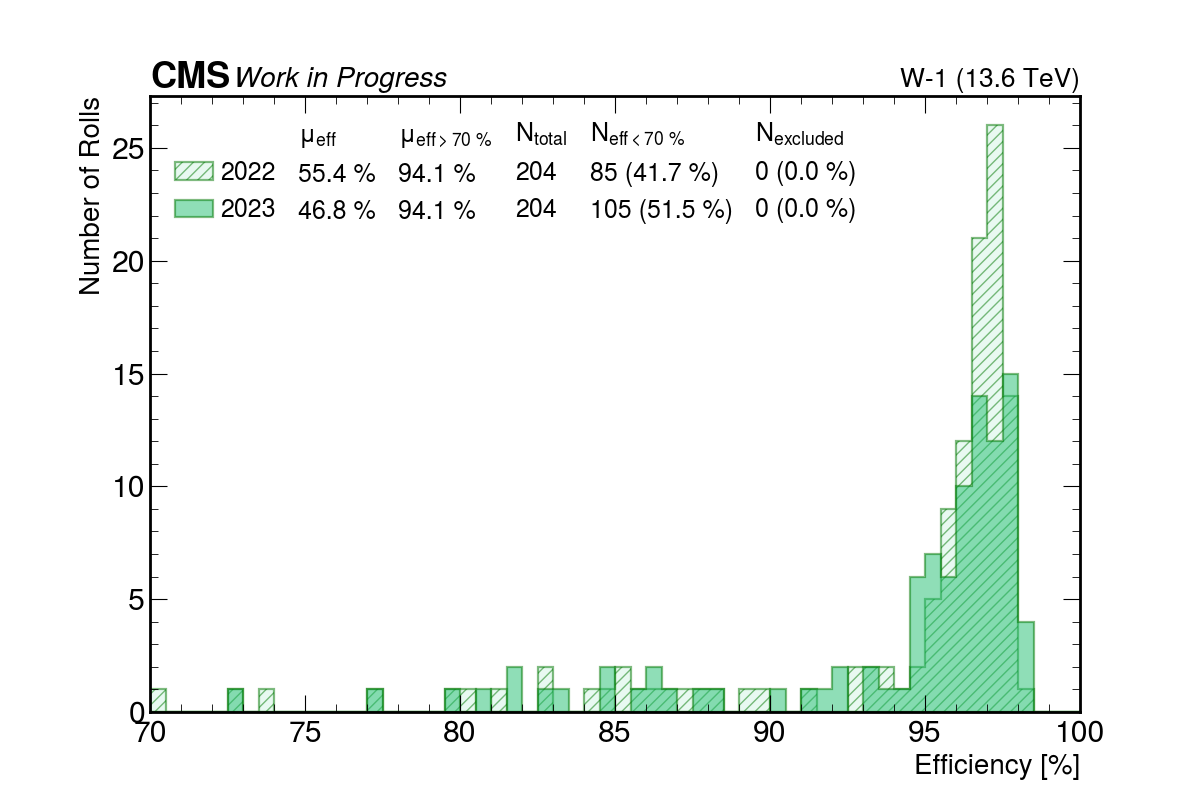 CMS Work in Progress W-1 (13.6 TeV)
Number of Rolls
μeff μeff > 70 % Ntotal Neff < 70 % Nexcluded
2022 55.4 % 94.1 % 204 85 (41.7 %) 0 (0.0 %)
2023 46.8 % 94.1 % 204 105 (51.5 %) 0 (0.0 %)
25
20
15
10
5
0
70 75 80 85 90 95 100
Efficiency [%]